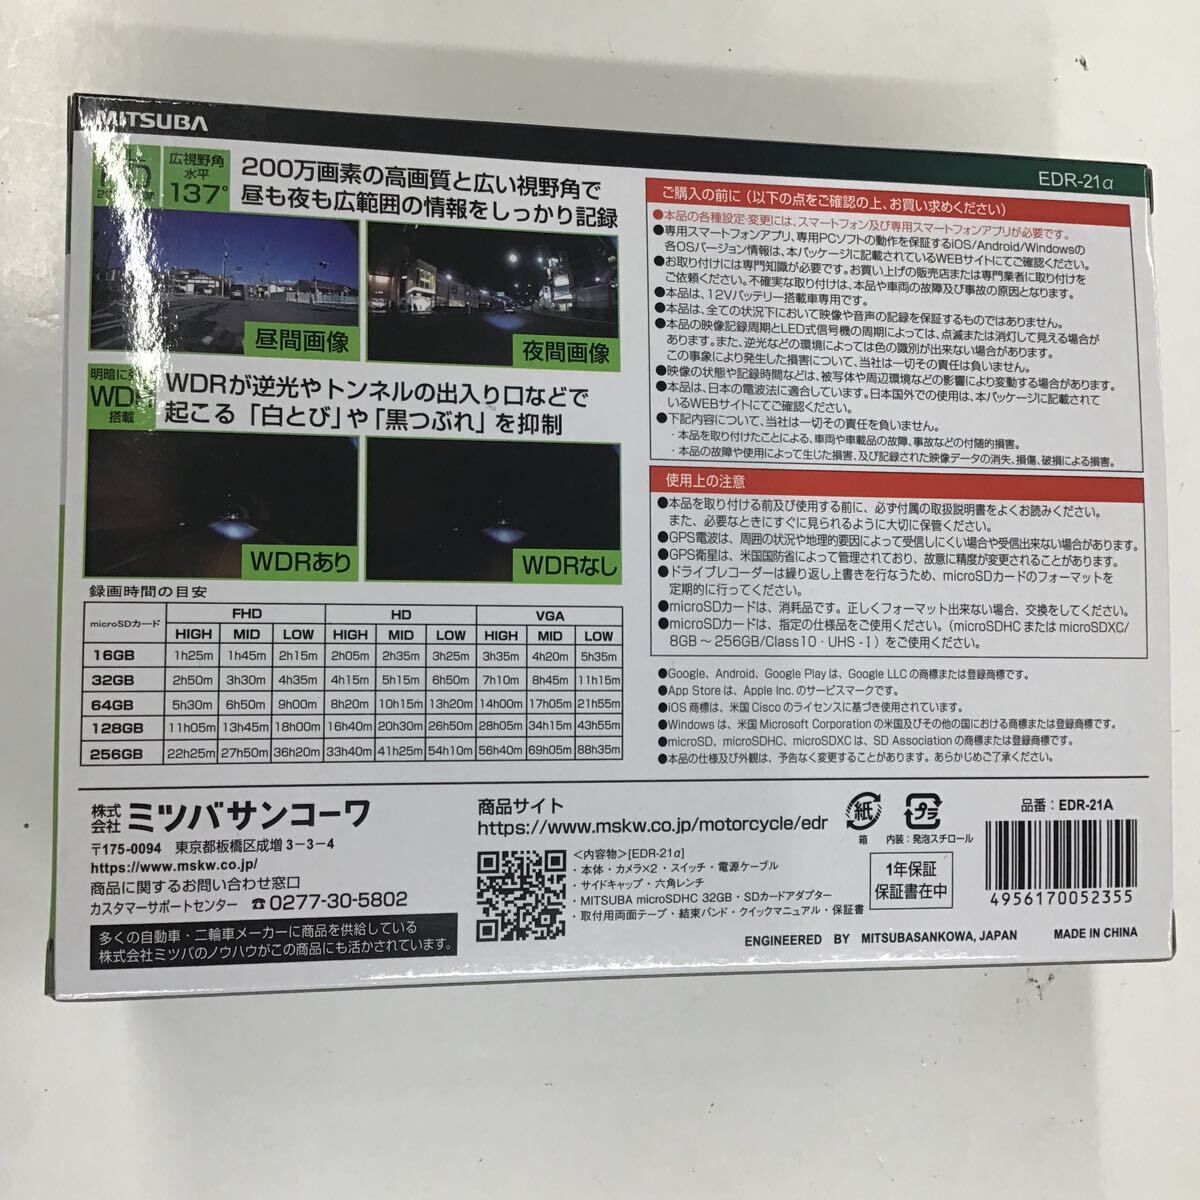 MITSUBA
EDR-21α
広視野角
水平
137°
200万画素の高画質と広い視野角で
昼も夜も広範囲の情報をしっかり記録
昼間画像
夜間画像
WDR
搭載
WDRが逆光やトンネルの出入り口などで
起こる「白とび」や「黒つぶれ」を抑制
WDRあり
WDRなし
録画時間の目安
microSDカード FHD HD VGA
HIGH MID LOW HIGH MID LOW HIGH MID LOW
16GB 1h25m 1h45m 2h15m 2h05m 2h35m 3h25m 3h35m 4h20m 5h35m
32GB 2h50m 3h30m 4h35m 4h15m 5h15m 6h50m 7h10m 8h45m 11h15m
64GB 5h30m 6h50m 9h00m 8h20m 10h15m 13h20m 14h00m 17h05m 21h55m
128GB 11h05m 13h45m 18h00m 16h40m 20h30m 26h50m 28h05m 34h15m 43h55m
256GB 22h25m 27h50m 36h20m 33h40m 41h25m 54h10m 56h40m 69h05m 88h35m
ご購入の前に（以下の点をご確認の上、お買い求めください）
●本品の各種設定・変更には、スマートフォン及び専用スマートフォンアプリが必要です。
●専用スマートフォンアプリ、専用PCソフトの動作を保証するiOS/Android/Windowsの
各OSバージョン情報は、本パッケージに記載されているWEBサイトにてご確認ください。
●お取り付けには専門知識が必要です。お買い上げの販売店または専門業者に取り付けを
ご依頼ください。不確実な取り付けは、本品や車両の故障及び事故の原因となります。
●本品は、12Vバッテリー搭載車専用です。
●本品は、全ての状況下において映像や音声の記録を保証するものではありません。
●本品の映像記録周期とLED式信号機の周期によっては、点滅または消灯して見える場合が
あります。また、逆光などの環境によっては色の識別が出来ない場合があります。
この事象により発生した損害について、当社は一切その責任は負いません。
●映像の状態や記録時間などは、被写体や周辺環境などの影響により変動する場合があります。
●本品は、日本の電波法に適合しています。日本国外での使用は、本パッケージに記載されて
いるWEBサイトにてご確認ください。
●下記内容について、当社は一切その責任を負いません。
・本品を取り付けたことによる、車両や車載品の故障、事故などの付随的損害。
・本品の故障や使用によって生じた損害、及び記録された映像データの消失、損傷、破損による損害。
使用上の注意
●本品を取り付ける前及び使用する前に、必ず付属の取扱説明書をよくお読みください。
また、必要なときにすぐに見られるように大切に保管ください。
●GPS電波は、周囲の状況や地理的要因によって受信しにくい場合や受信出来ない場合があります。
●GPS衛星は、米国国防省によって管理されており、故意に精度が変更されることがあります。
●ドライブレコーダーは繰り返し上書きを行なうため、microSDカードのフォーマットを
定期的に行ってください。
●microSDカードは、消耗品です。正しくフォーマット出来ない場合、交換をしてください。
●microSDカードは、指定の仕様品をご使用ください。（microSDHCまたはmicroSDXC/
8GB～256GB/Class10・UHS-Ⅰ）をご使用ください。
●Google、Android、Google Playは、Google LLCの商標または登録商標です。
●App Storeは、Apple Inc.のサービスマークです。
●iOS商標は、米国Ciscoのライセンスに基づき使用されています。
●Windowsは、米国Microsoft Corporationの米国及びその他の国における商標または登録商標です。
●microSD、microSDHC、microSDXCは、SD Associationの商標または登録商標です。
●本品の仕様及び外観は、予告なく変更することがあります。あらかじめご了承ください。
株式会社 ミツバサンコーワ
〒175-0094 東京都板橋区成増3-3-4
https://www.mskw.co.jp/
商品に関するお問い合わせ窓口
カスタマーサポートセンター ☎0277-30-5802
多くの自動車・二輪車メーカーに商品を供給している
株式会社ミツバのノウハウがこの商品にも活かされています。
商品サイト
https://www.mskw.co.jp/motorcycle/edr
＜内容物＞[EDR-21α]
・本体・カメラ×2・スイッチ・電源ケーブル
・サイドキャップ・六角レンチ
・MITSUBA microSDHC 32GB・SDカードアダプター
・取付用両面テープ・結束バンド・クイックマニュアル・保証書
紙
箱
プラ
内装：発泡スチロール
1年保証
保証書在中
品番：EDR-21A
4956170052355
ENGINEERED BY MITSUBASANKOWA, JAPAN
MADE IN CHINA